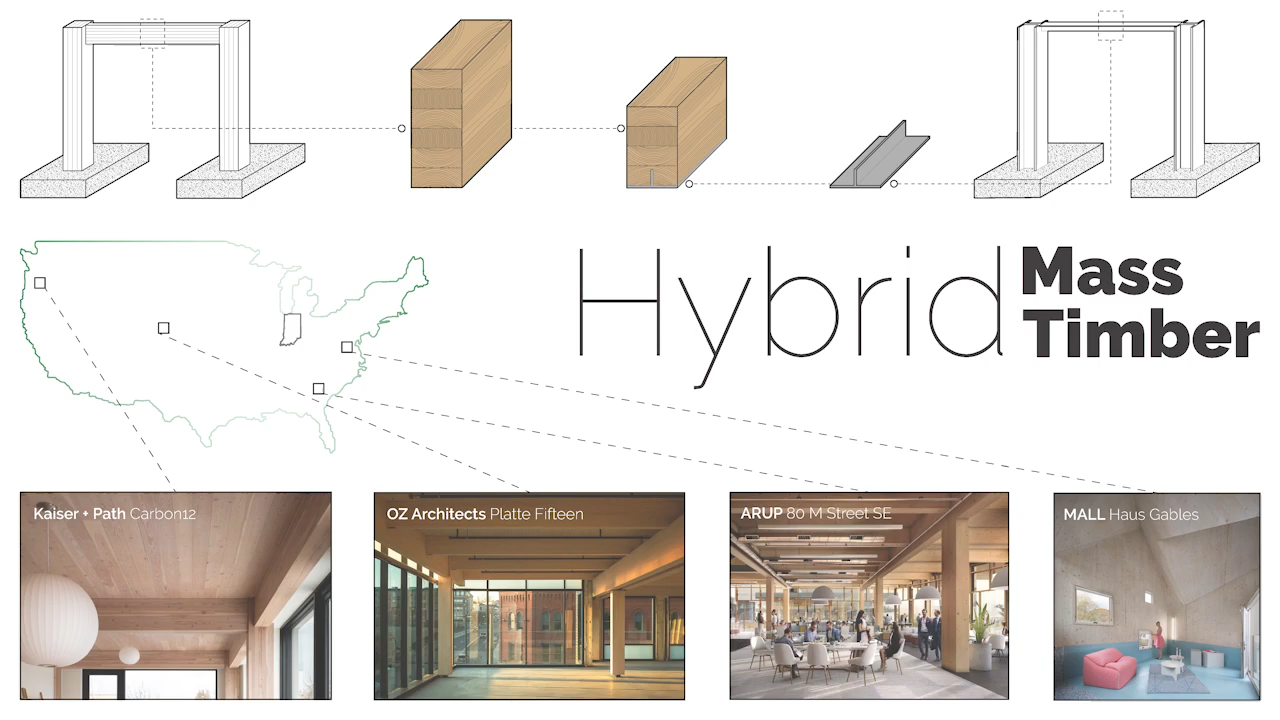 Hybrid Mass
Timber
Kaiser + Path Carbon12
OZ Architects Platte Fifteen
ARUP 80 M Street SE
MALL Haus Gables